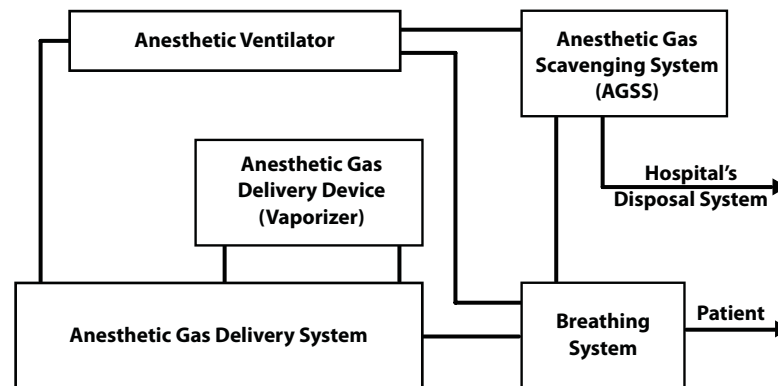 Anesthetic Ventilator
Anesthetic Gas
Scavenging System
(AGSS)
Anesthetic Gas
Delivery Device
(Vaporizer)
Hospital's
Disposal System
Anesthetic Gas Delivery System
Breathing
System
Patient